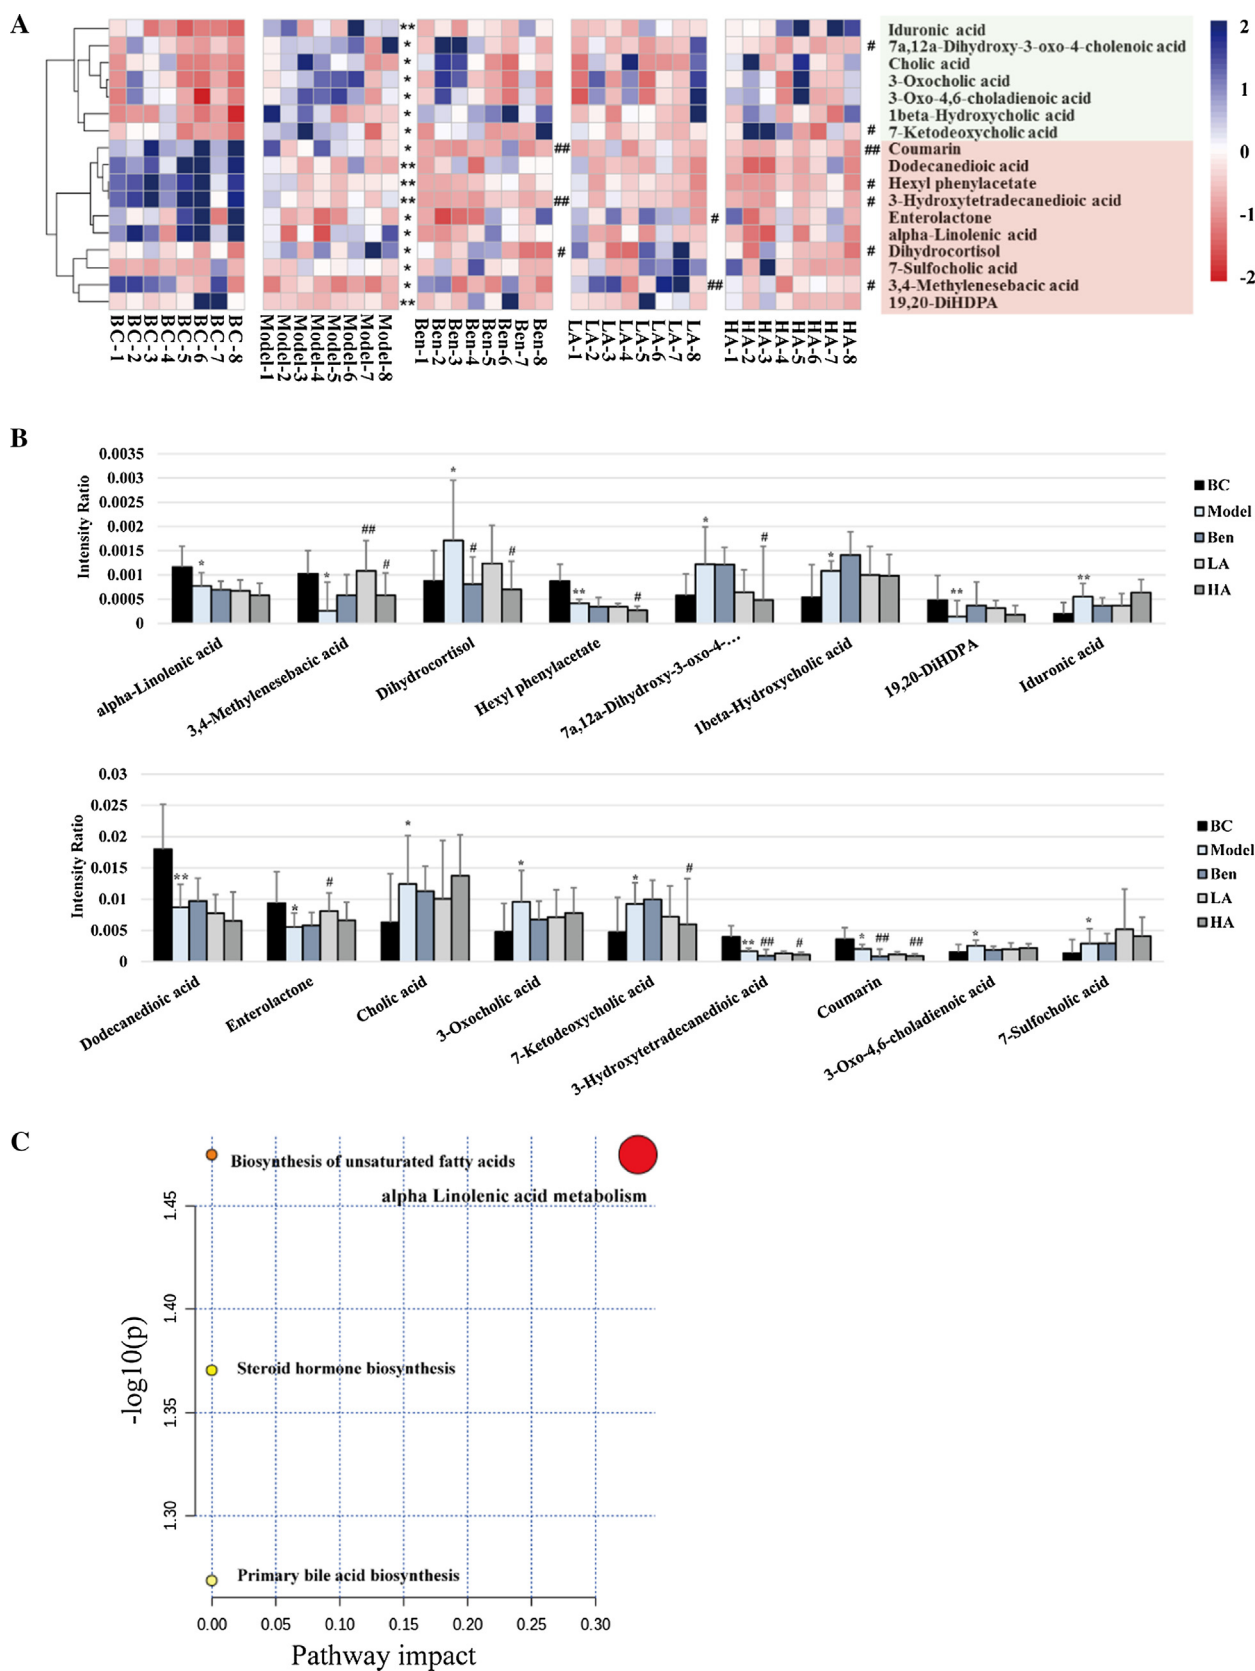 A
**
*
*
*
*
*
*
*
**
**
**
*
*
*
*
*
**
##
##
#
#
##
#
#
##
#
#
#
#
Iduronic acid
7a,12a-Dihydroxy-3-oxo-4-cholenoic acid
Cholic acid
3-Oxocholic acid
3-Oxo-4,6-choladienoic acid
1beta-Hydroxycholic acid
7-Ketodeoxycholic acid
Coumarin
Dodecanedioic acid
Hexyl phenylacetate
3-Hydroxytetradecanedioic acid
Enterolactone
alpha-Linolenic acid
Dihydrocortisol
7-Sulfocholic acid
3,4-Methylenesebacic acid
19,20-DiHDPA
2
1
0
-1
-2
BC-1
BC-2
BC-3
BC-4
BC-5
BC-6
BC-7
BC-8
Model-1
Model-2
Model-3
Model-4
Model-5
Model-6
Model-7
Model-8
Ben-1
Ben-2
Ben-3
Ben-4
Ben-5
Ben-6
Ben-7
Ben-8
LA-1
LA-2
LA-3
LA-4
LA-5
LA-6
LA-7
LA-8
HA-1
HA-2
HA-3
HA-4
HA-5
HA-6
HA-7
HA-8
B
Intensity Ratio
0.0035
0.003
0.0025
0.002
0.0015
0.001
0.0005
0
*
*
##
#
*
#
#
**
#
*
#
*
**
**
alpha-Linolenic acid
3,4-Methylenesebacic acid
Dihydrocortisol
Hexyl phenylacetate
7a,12a-Dihydroxy-3-oxo-4-…
1beta-Hydroxycholic acid
19,20-DiHDPA
Iduronic acid
BC
Model
Ben
LA
HA
Intensity Ratio
0.03
0.025
0.02
0.015
0.01
0.005
0
**
*
#
*
*
*
#
**
##
#
*
##
##
*
*
Dodecanedioic acid
Enterolactone
Cholic acid
3-Oxocholic acid
7-Ketodeoxycholic acid
3-Hydroxytetradecanedioic acid
Coumarin
3-Oxo-4,6-choladienoic acid
7-Sulfocholic acid
BC
Model
Ben
LA
HA
C
Biosynthesis of unsaturated fatty acids
alpha Linolenic acid metabolism
Steroid hormone biosynthesis
Primary bile acid biosynthesis
-log10(p)
1.45
1.40
1.35
1.30
0.00
0.05
0.10
0.15
0.20
0.25
0.30
Pathway impact